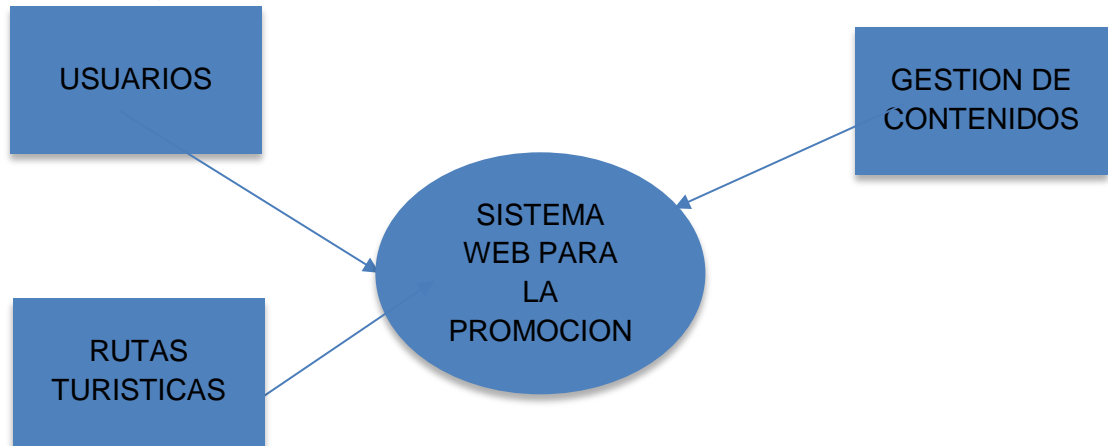 USUARIOS
GESTION DE
CONTENIDOS
SISTEMA
WEB PARA
LA
PROMOCION
RUTAS
TURISTICAS